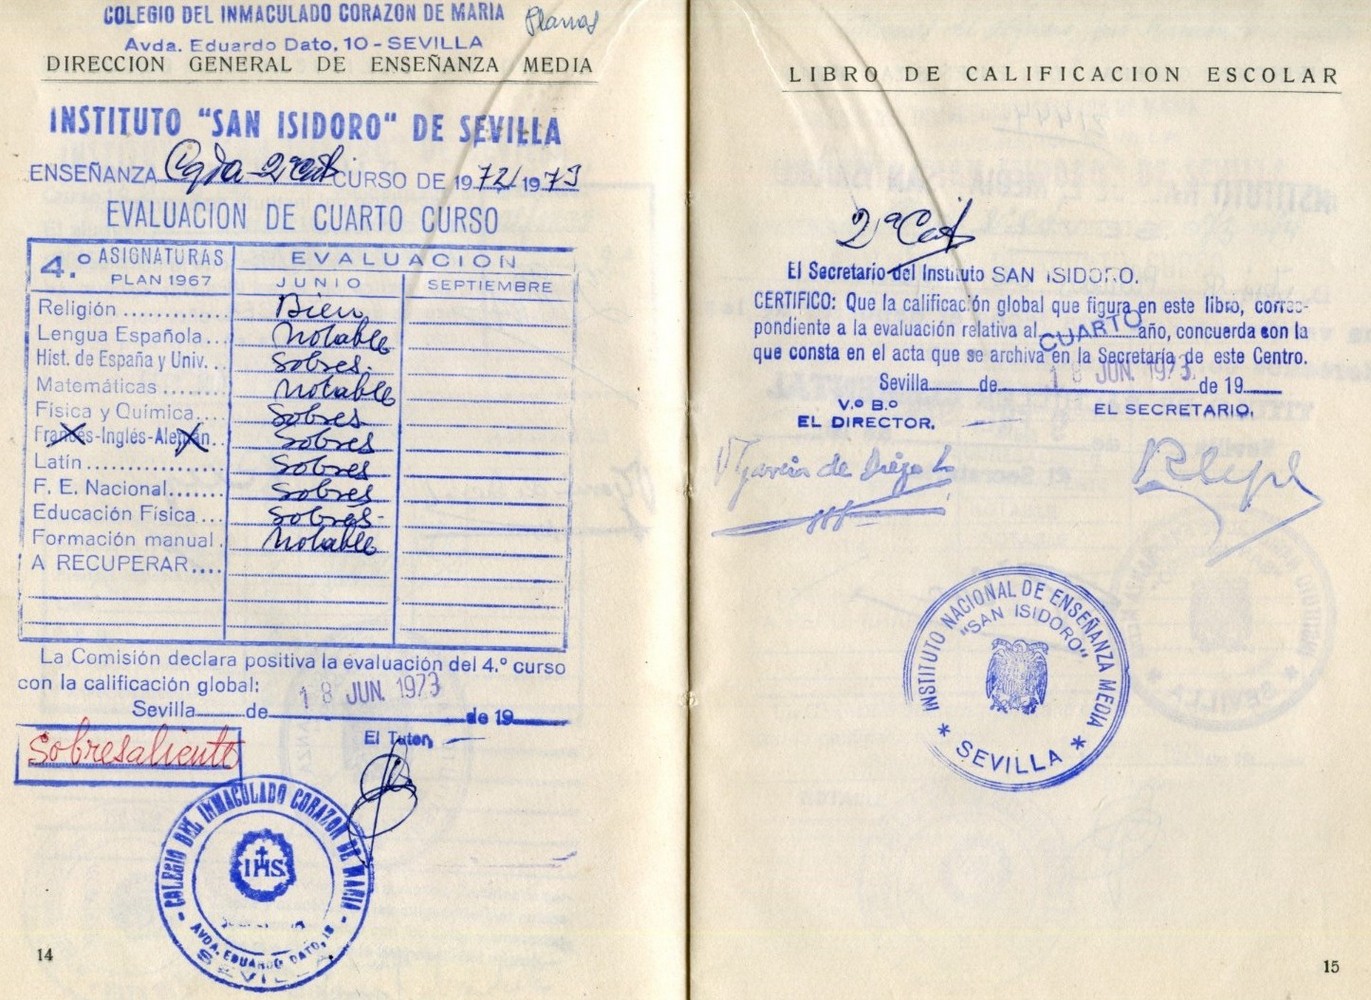 COLEGIO DEL INMACULADO CORAZON DE MARIA
Avda. Eduardo Dato, 10 - SEVILLA
DIRECCION GENERAL DE ENSEÑANZA MEDIA
INSTITUTO "SAN ISIDORO" DE SEVILLA
ENSEÑANZA CURSO DE 1972/1973
EVALUACION DE CUARTO CURSO
4.º ASIGNATURAS EVALUACION
PLAN 1967 JUNIO SEPTIEMBRE
Religión .......... Bien
Lengua Española... Notable
Hist. de España y Univ. .. Sobres.
Matemáticas ....... Notable
Física y Química.... Sobres
Francés-Inglés-Alemán.. Sobres
Latín ................ Sobres
F. E. Nacional....... Sobres
Educación Física ... Sobres-
Formación manual. Notable
A RECUPERAR....
La Comisión declara positiva la evaluación del 4.º curso
con la calificación global:
18 JUN. 1973
Sevilla de de 19
El Tutor,
Sobresaliente
COLEGIO DEL INMACULADO CORAZON DE MARIA
IHS
AVDA. EDUARDO DATO,
SEVILLA
14
LIBRO DE CALIFICACION ESCOLAR
El Secretario del Instituto SAN ISIDORO.
CERTIFICO: Que la calificación global que figura en este libro, corres-
pondiente a la evaluación relativa al CUARTO año, concuerda con la
que consta en el acta que se archiva en la Secretaría de este Centro.
Sevilla de 18 JUN. 1973. de 19
V.º B.º
EL DIRECTOR.
EL SECRETARIO,
García de Diego L
INSTITUTO NACIONAL DE ENSEÑANZA MEDIA
"SAN ISIDORO"
* SEVILLA *
15